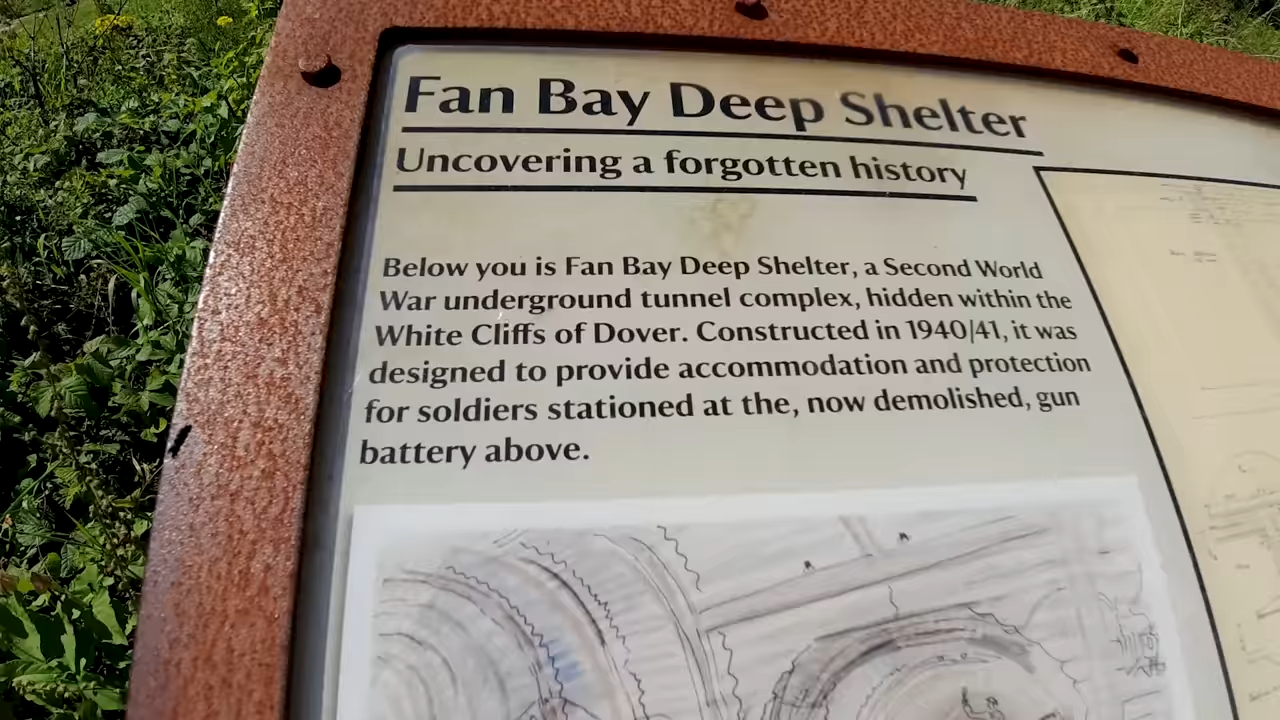 Fan Bay Deep Shelter
Uncovering a forgotten history
Below you is Fan Bay Deep Shelter, a Second World
War underground tunnel complex, hidden within the
White Cliffs of Dover. Constructed in 1940/41, it was
designed to provide accommodation and protection
for soldiers stationed at the, now demolished, gun
battery above.